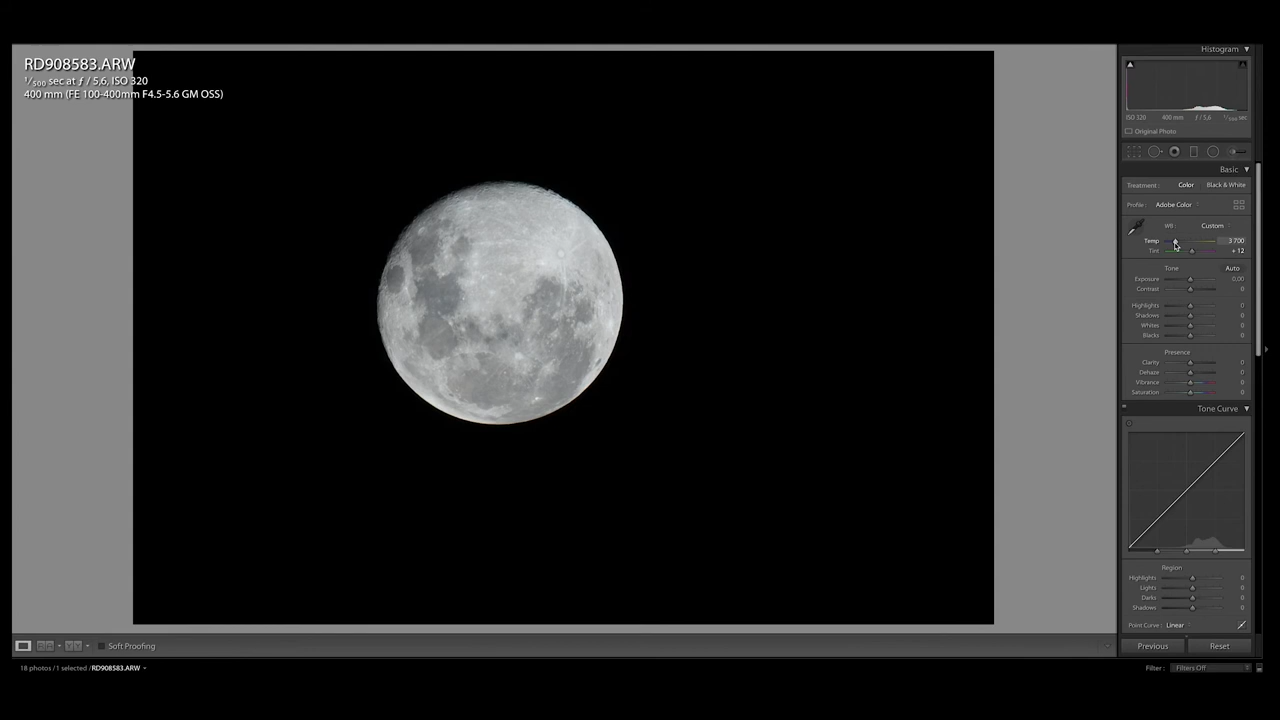 RD908583.ARW
1/500 sec at ƒ / 5,6, ISO 320
400 mm (FE 100-400mm F4.5-5.6 GM OSS)
Histogram
ISO 320 400 mm ƒ / 5,6 1/500 sec
Original Photo
Basic
Treatment : Color Black & White
Profile : Adobe Color
WB : Custom
Temp 3 700
Tint + 12
Tone Auto
Exposure 0,00
Contrast 0
Highlights 0
Shadows 0
Whites 0
Blacks 0
Presence
Clarity 0
Dehaze 0
Vibrance 0
Saturation 0
Tone Curve
Region
Highlights 0
Lights 0
Darks 0
Shadows 0
Point Curve : Linear
Soft Proofing
Previous Reset
18 photos / 1 selected / RD908583.ARW
Filter : Filters Off